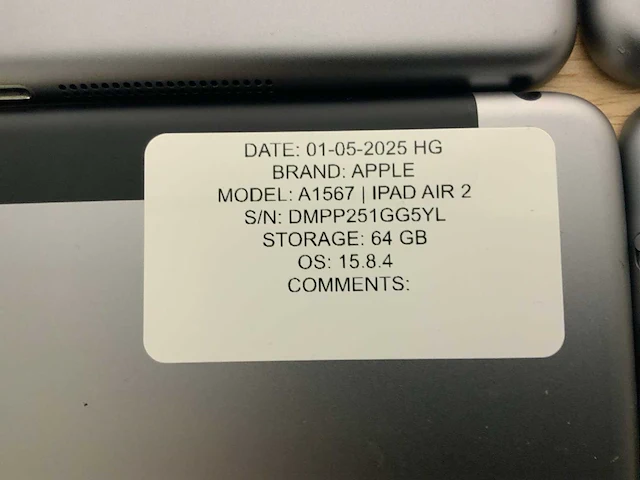 DATE: 01-05-2025 HG
BRAND: APPLE
MODEL: A1567 | IPAD AIR 2
S/N: DMPP251GG5YL
STORAGE: 64 GB
OS: 15.8.4
COMMENTS: